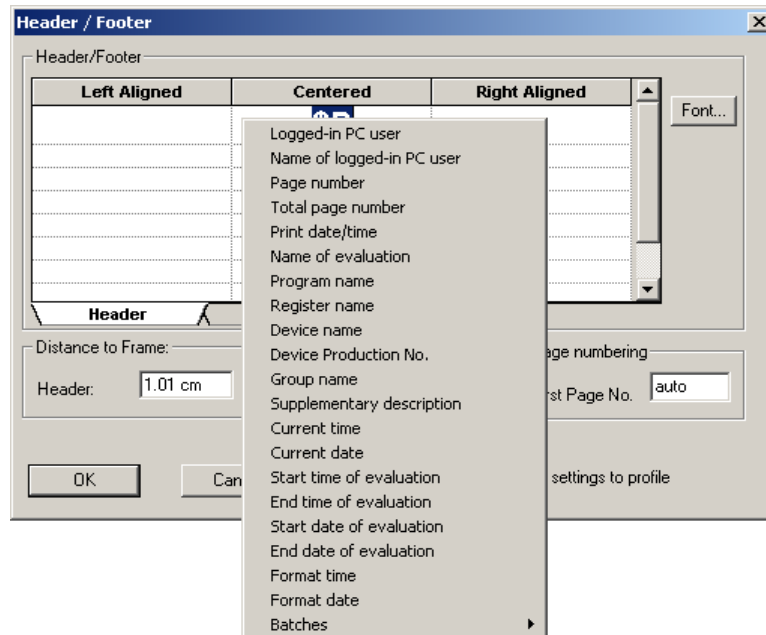 Header / Footer
Header/Footer
Left Aligned
Centered
Right Aligned
Font...
Logged-in PC user
Name of logged-in PC user
Page number
Total page number
Print date/time
Name of evaluation
Program name
Register name
Device name
Device Production No.
Group name
Supplementary description
Current time
Current date
Start time of evaluation
End time of evaluation
Start date of evaluation
End date of evaluation
Format time
Format date
Batches
Header
Distance to Frame:
Header:
1.01 cm
age numbering
rst Page No.
auto
OK
Can
settings to profile